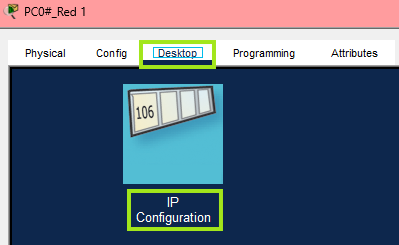 PC0#_Red 1
Physical Config Desktop Programming Attributes
106
IP
Configuration